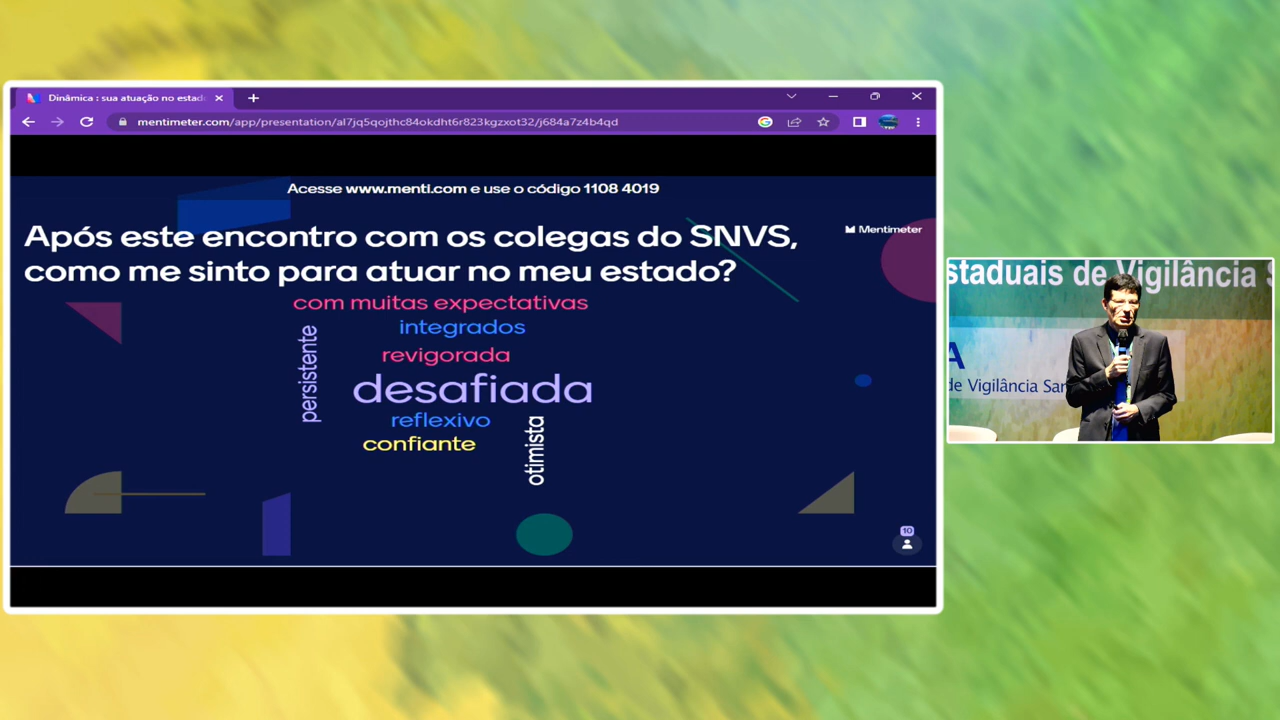 Dinâmica : sua atuação no estad
mentimeter.com/app/presentation/al7jq5qojthc84okdht6r823kgzxot32/j684a7z4b4qd
Acesse www.menti.com e use o código 1108 4019
Após este encontro com os colegas do SNVS,
como me sinto para atuar no meu estado?
Mentimeter
com muitas expectativas
integrados
persistente
revigorada
desafiada
reflexivo
otimista
confiante
10
staduais de Vigilância S
A
de Vigilância San